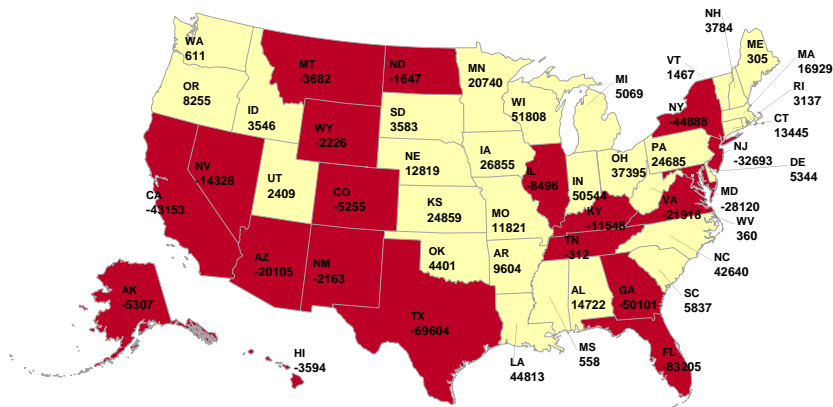 NH
3784
WA
611
ME
305
MA
16929
MT
-3682
ND
-1647
MN
20740
VT
1467
MI
5069
RI
3137
OR
8255
ID
3546
SD
3583
WI
51808
NY
-44888
CT
13445
WY
-2226
NE
12819
IA
26855
OH
37395
PA
24685
NJ
-32693
NV
-14328
UT
2409
CO
-5255
IL
-8496
IN
50544
DE
5344
CA
-43153
KS
24859
MO
11821
KY
-11548
VA
-21918
MD
-28120
WV
360
AZ
-20105
NM
-2163
OK
4401
AR
9604
TN
-312
NC
42640
AK
-5307
TX
-69604
AL
14722
GA
-50101
SC
5837
HI
-3594
LA
44813
MS
558
FL
-83205